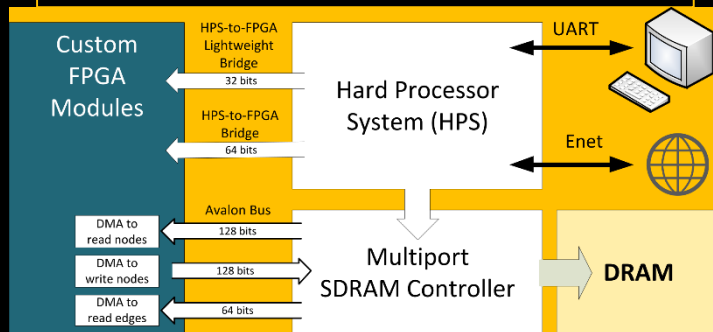 Custom
FPGA
Modules
HPS-to-FPGA
Lightweight
Bridge
32 bits
HPS-to-FPGA
Bridge
64 bits
Hard Processor
System (HPS)
UART
Enet
Avalon Bus
DMA to
read nodes
128 bits
DMA to
write nodes
128 bits
DMA to
read edges
64 bits
Multiport
SDRAM Controller
DRAM